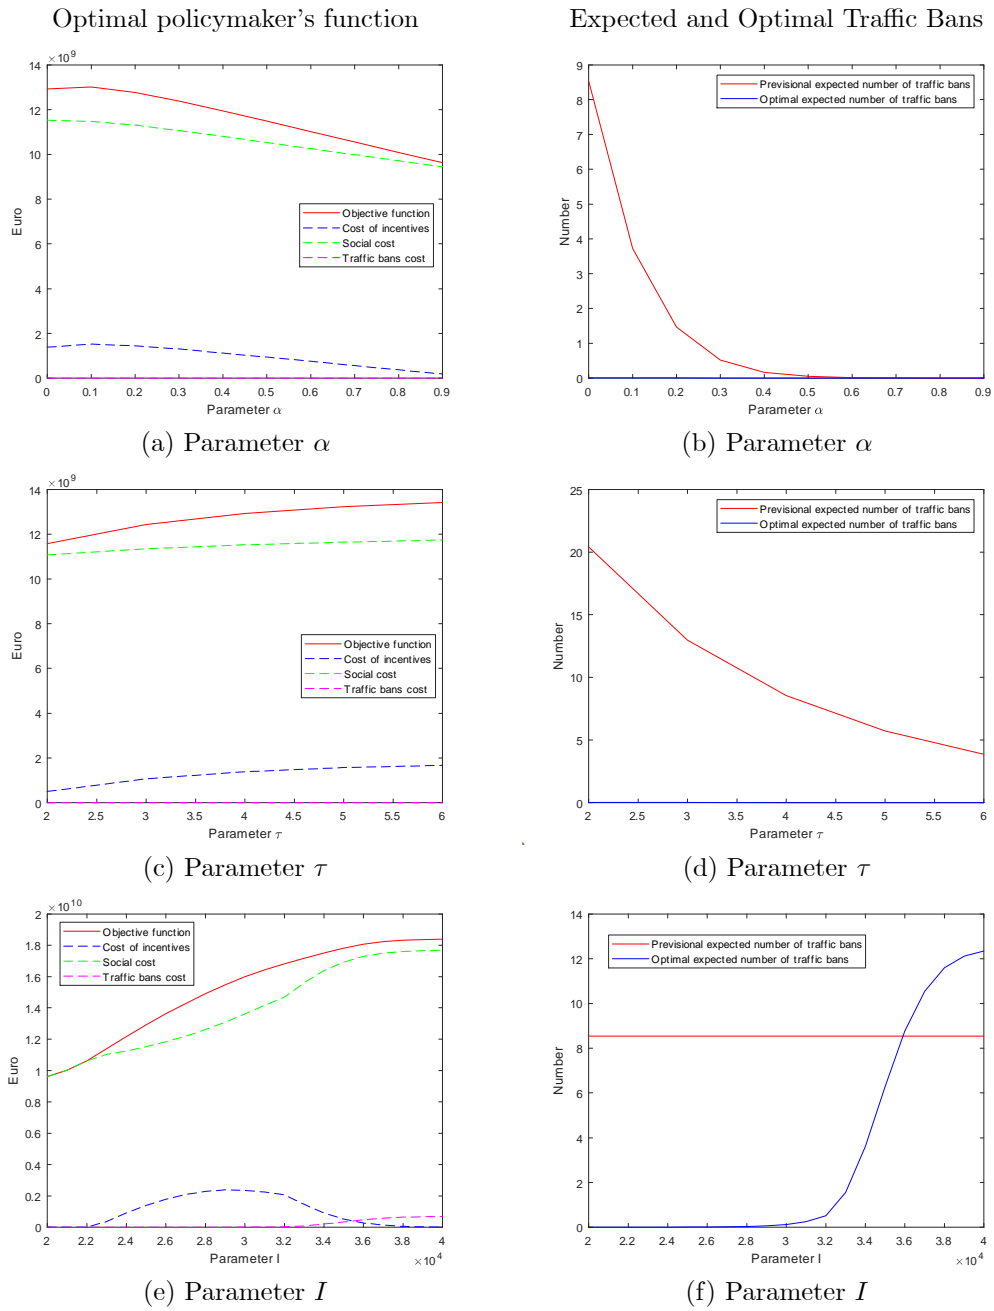 Optimal policymaker's function
Expected and Optimal Traffic Bans
×10⁹
14
12
10
8
6
4
2
0
Euro
Objective function
Cost of incentives
Social cost
Traffic bans cost
0 0.1 0.2 0.3 0.4 0.5 0.6 0.7 0.8 0.9
Parameter α
(a) Parameter α
9
8
7
6
5
4
3
2
1
0
Number
Previsional expected number of traffic bans
Optimal expected number of traffic bans
0 0.1 0.2 0.3 0.4 0.5 0.6 0.7 0.8 0.9
Parameter α
(b) Parameter α
×10⁹
14
12
10
8
6
4
2
0
Euro
Objective function
Cost of incentives
Social cost
Traffic bans cost
2 2.5 3 3.5 4 4.5 5 5.5 6
Parameter τ
(c) Parameter τ
25
20
15
10
5
0
Number
Previsional expected number of traffic bans
Optimal expected number of traffic bans
2 2.5 3 3.5 4 4.5 5 5.5 6
Parameter τ
(d) Parameter τ
×10¹⁰
2
1.8
1.6
1.4
1.2
1
0.8
0.6
0.4
0.2
0
Euro
Objective function
Cost of incentives
Social cost
Traffic bans cost
2 2.2 2.4 2.6 2.8 3 3.2 3.4 3.6 3.8 4
Parameter I
×10⁴
(e) Parameter I
14
12
10
8
6
4
2
0
Number
Previsional expected number of traffic bans
Optimal expected number of traffic bans
2 2.2 2.4 2.6 2.8 3 3.2 3.4 3.6 3.8 4
Parameter I
×10⁴
(f) Parameter I